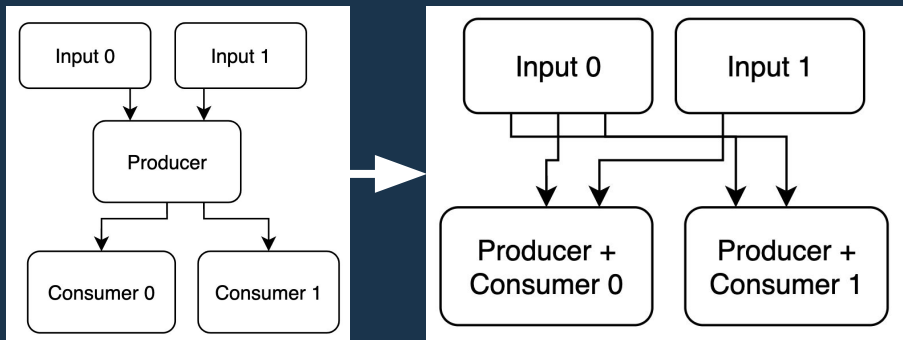 Input 0
Input 1
Producer
Consumer 0
Consumer 1
Input 0
Input 1
Producer +
Consumer 0
Producer +
Consumer 1